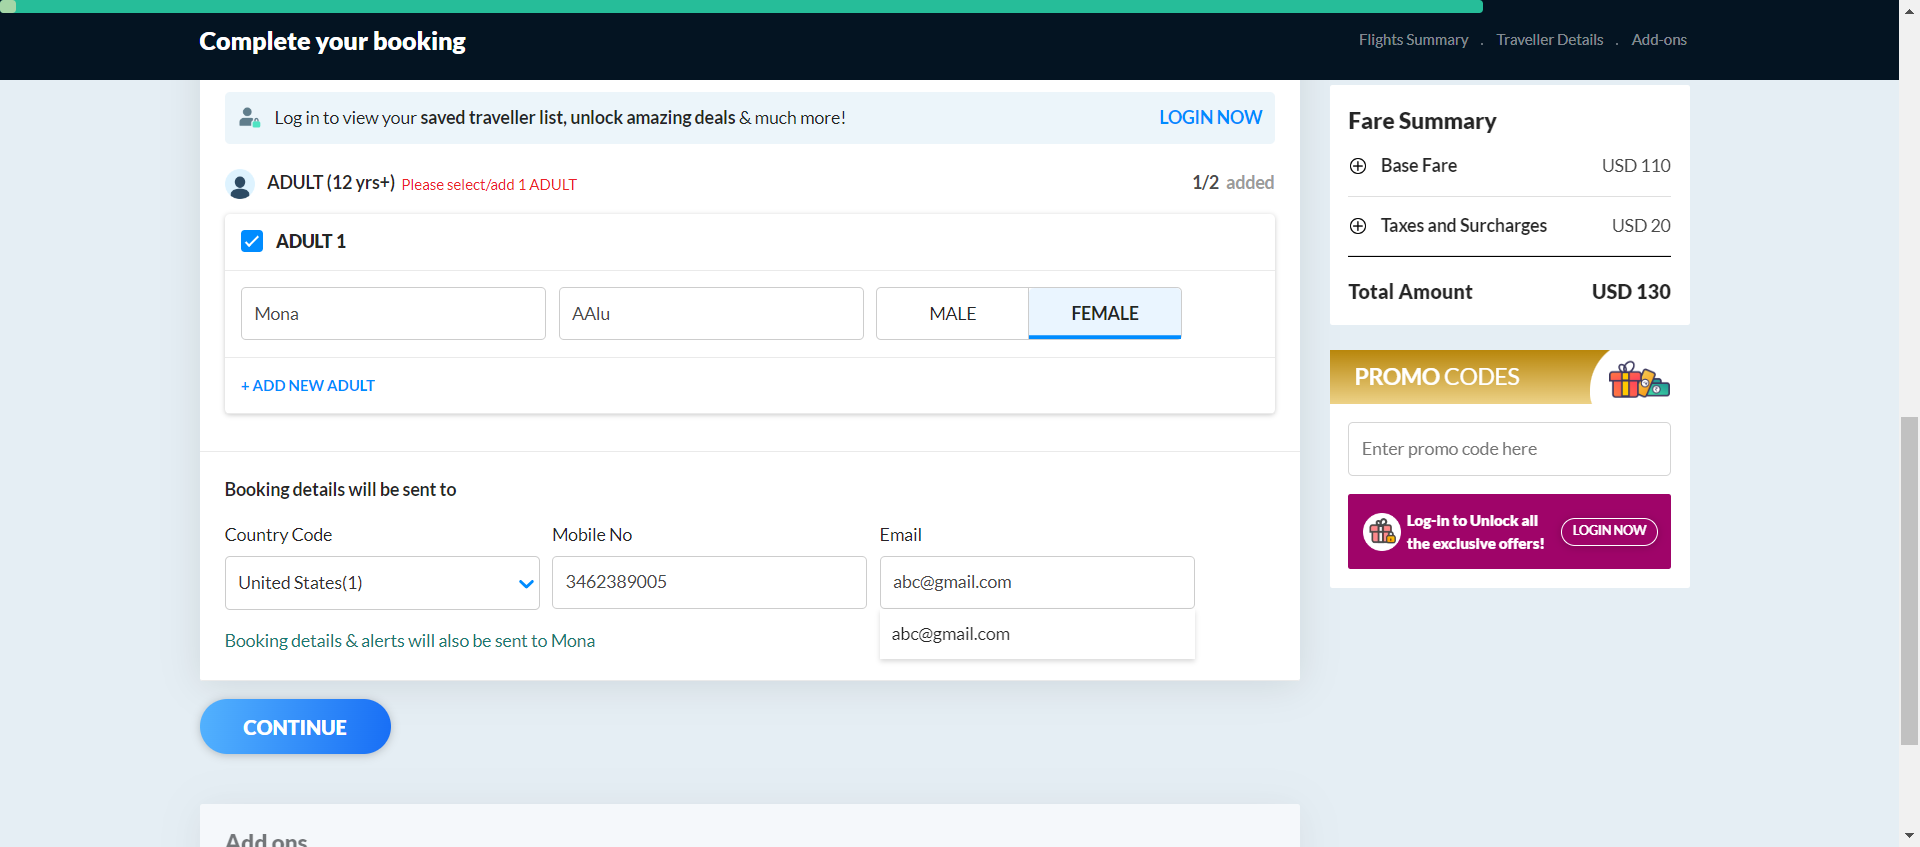 Complete your booking
Flights Summary . Traveller Details . Add-ons
Log in to view your saved traveller list, unlock amazing deals & much more!
LOGIN NOW
ADULT (12 yrs+) Please select/add 1 ADULT
1/2 added
ADULT 1
Mona
AAlu
MALE
FEMALE
+ ADD NEW ADULT
Booking details will be sent to
Country Code
Mobile No
Email
United States(1)
3462389005
abc@gmail.com
abc@gmail.com
Booking details & alerts will also be sent to Mona
CONTINUE
Add ons
Fare Summary
Base Fare
USD 110
Taxes and Surcharges
USD 20
Total Amount
USD 130
PROMO CODES
Enter promo code here
Log-in to Unlock all
the exclusive offers!
LOGIN NOW